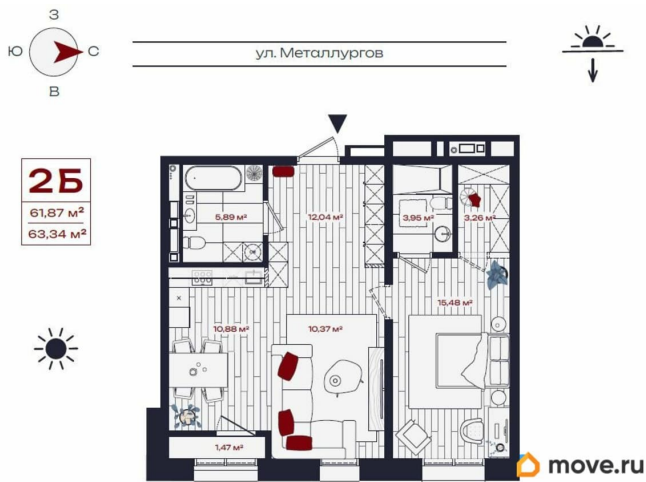 З
Ю
С
В
ул. Металлургов
2Б
61,87 м²
63,34 м²
5,89 м²
12,04 м²
3,95 м²
3,26 м²
15,48 м²
10,88 м²
10,37 м²
1,47 м²
move.ru